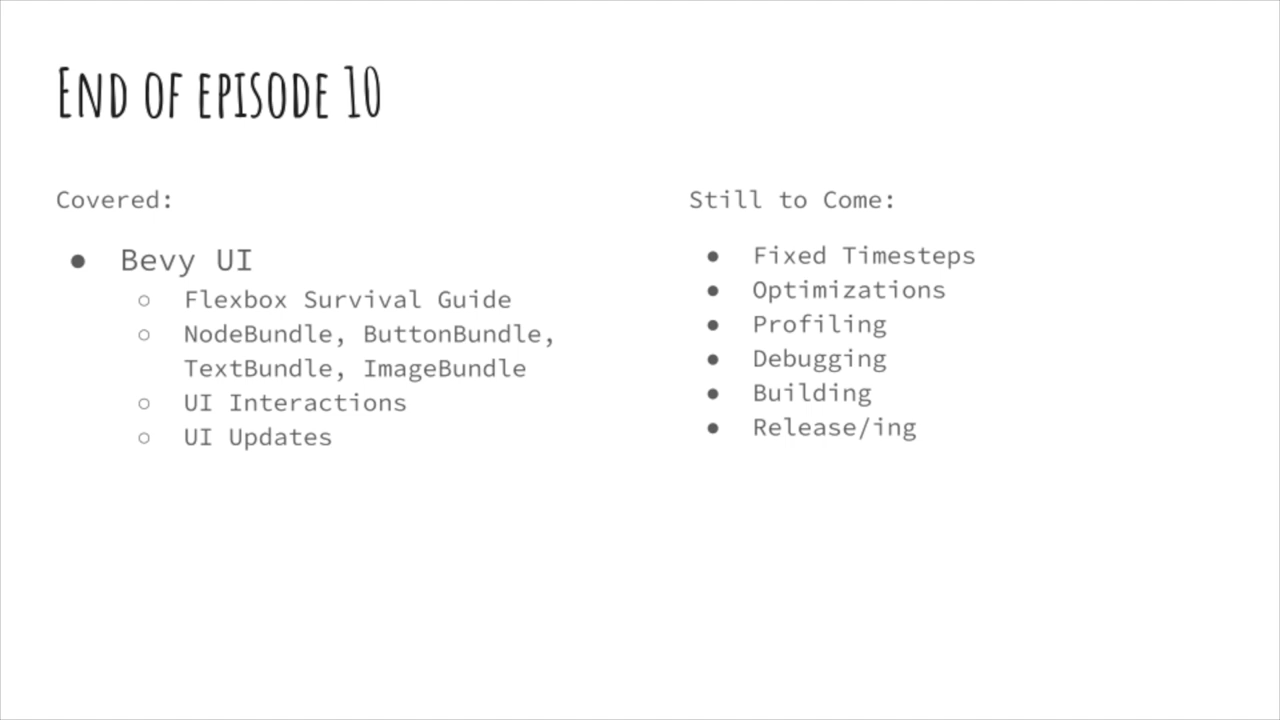 End of episode 10
Covered:
● Bevy UI
○ Flexbox Survival Guide
○ NodeBundle, ButtonBundle,
TextBundle, ImageBundle
○ UI Interactions
○ UI Updates
Still to Come:
● Fixed Timesteps
● Optimizations
● Profiling
● Debugging
● Building
● Release/ing